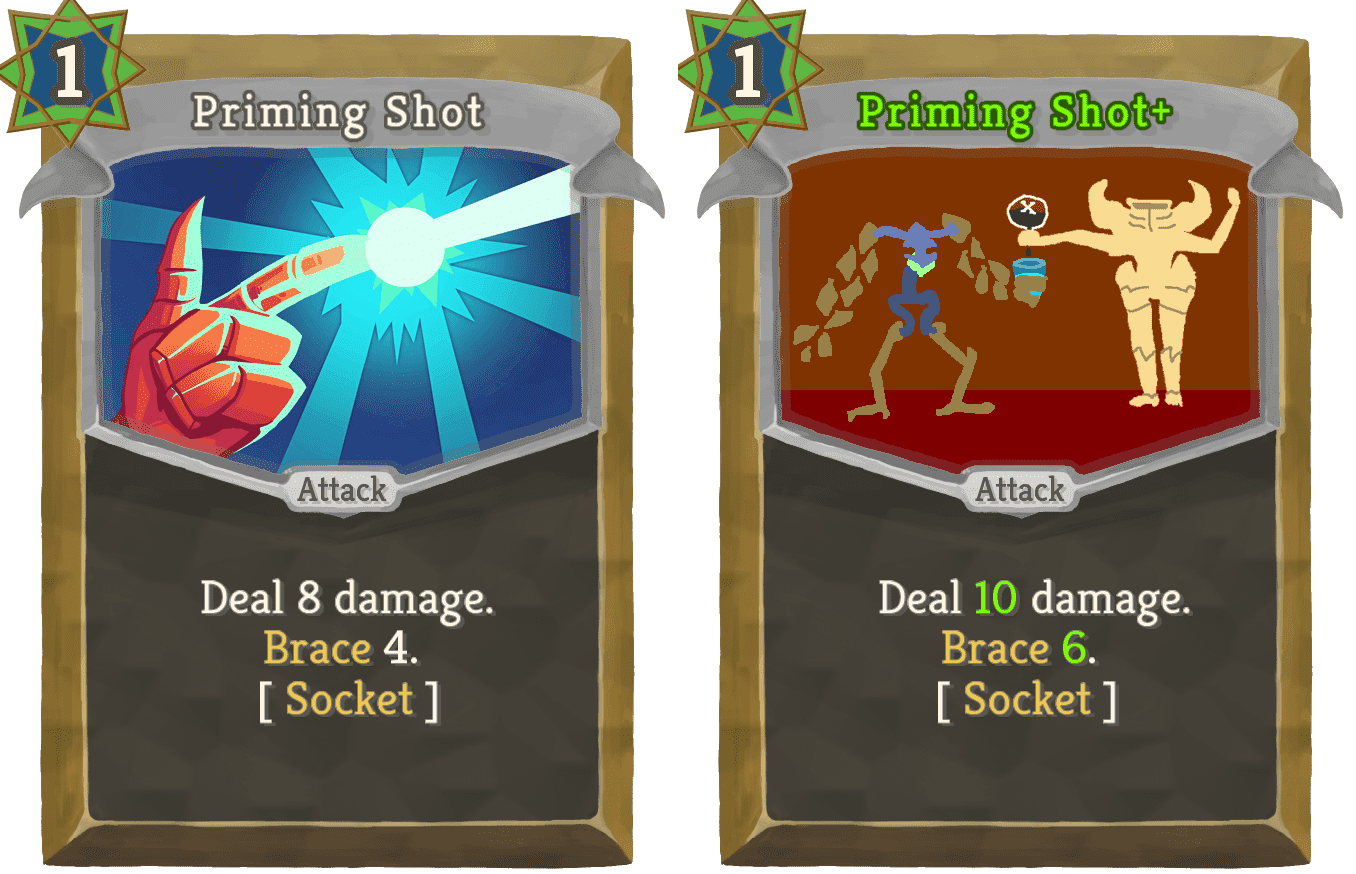 1
Priming Shot
Attack
Deal 8 damage.
Brace 4.
[ Socket ]
1
Priming Shot+
X
Attack
Deal 10 damage.
Brace 6.
[ Socket ]